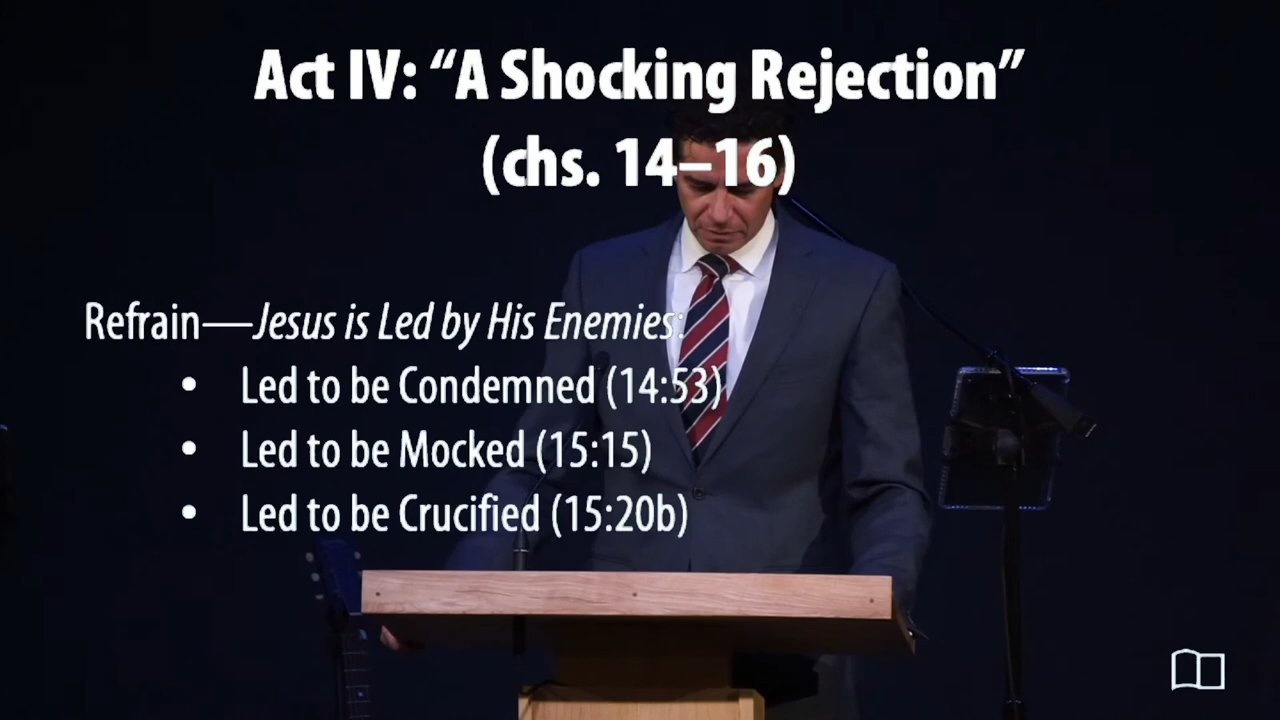 Act IV: “A Shocking Rejection”
(chs. 14–16)
Refrain—Jesus is Led by His Enemies:
• Led to be Condemned (14:53)
• Led to be Mocked (15:15)
• Led to be Crucified (15:20b)